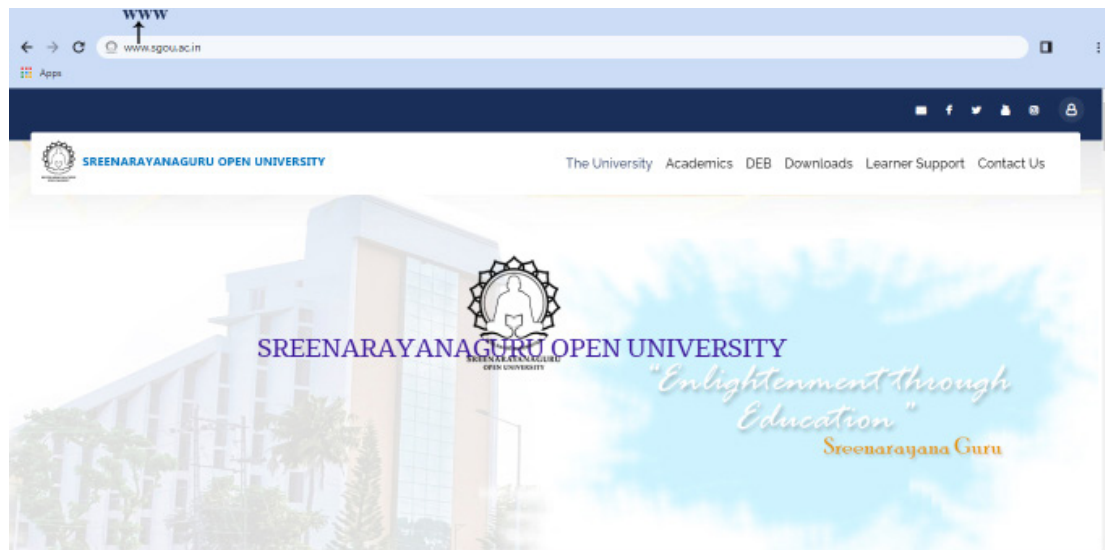 www
www.sgou.ac.in
Apps
SREENARAYANAGURU OPEN UNIVERSITY
The University Academics DEB Downloads Learner Support Contact Us
SREENARAYANAGURU OPEN UNIVERSITY
SREENARAYANAGURU
OPEN UNIVERSITY
"Enlightenment through
Education"
Sreenarayana Guru